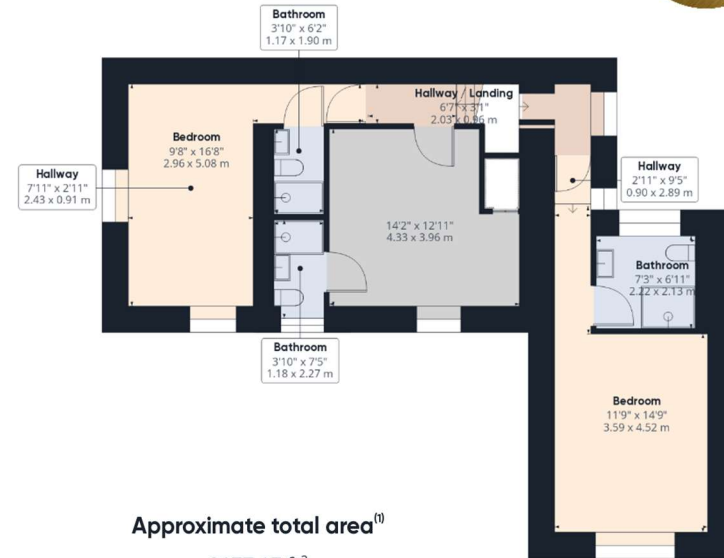 Bathroom
3'10" x 6'2"
1.17 x 1.90 m
Hallway / Landing
6'7" x 3'1"
2.03 x 0.96 m
Bedroom
9'8" x 16'8"
2.96 x 5.08 m
Hallway
7'11" x 2'11"
2.43 x 0.91 m
Hallway
2'11" x 9'5"
0.90 x 2.89 m
14'2" x 12'11"
4.33 x 3.96 m
Bathroom
7'3" x 6'11"
2.22 x 2.13 m
Bathroom
3'10" x 7'5"
1.18 x 2.27 m
Bedroom
11'9" x 14'9"
3.59 x 4.52 m
Approximate total area(1)